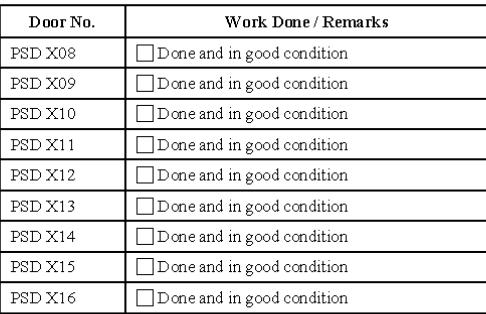 Door No. Work Done / Remarks
PSD X08 ☐ Done and in good condition
PSD X09 ☐ Done and in good condition
PSD X10 ☐ Done and in good condition
PSD X11 ☐ Done and in good condition
PSD X12 ☐ Done and in good condition
PSD X13 ☐ Done and in good condition
PSD X14 ☐ Done and in good condition
PSD X15 ☐ Done and in good condition
PSD X16 ☐ Done and in good condition